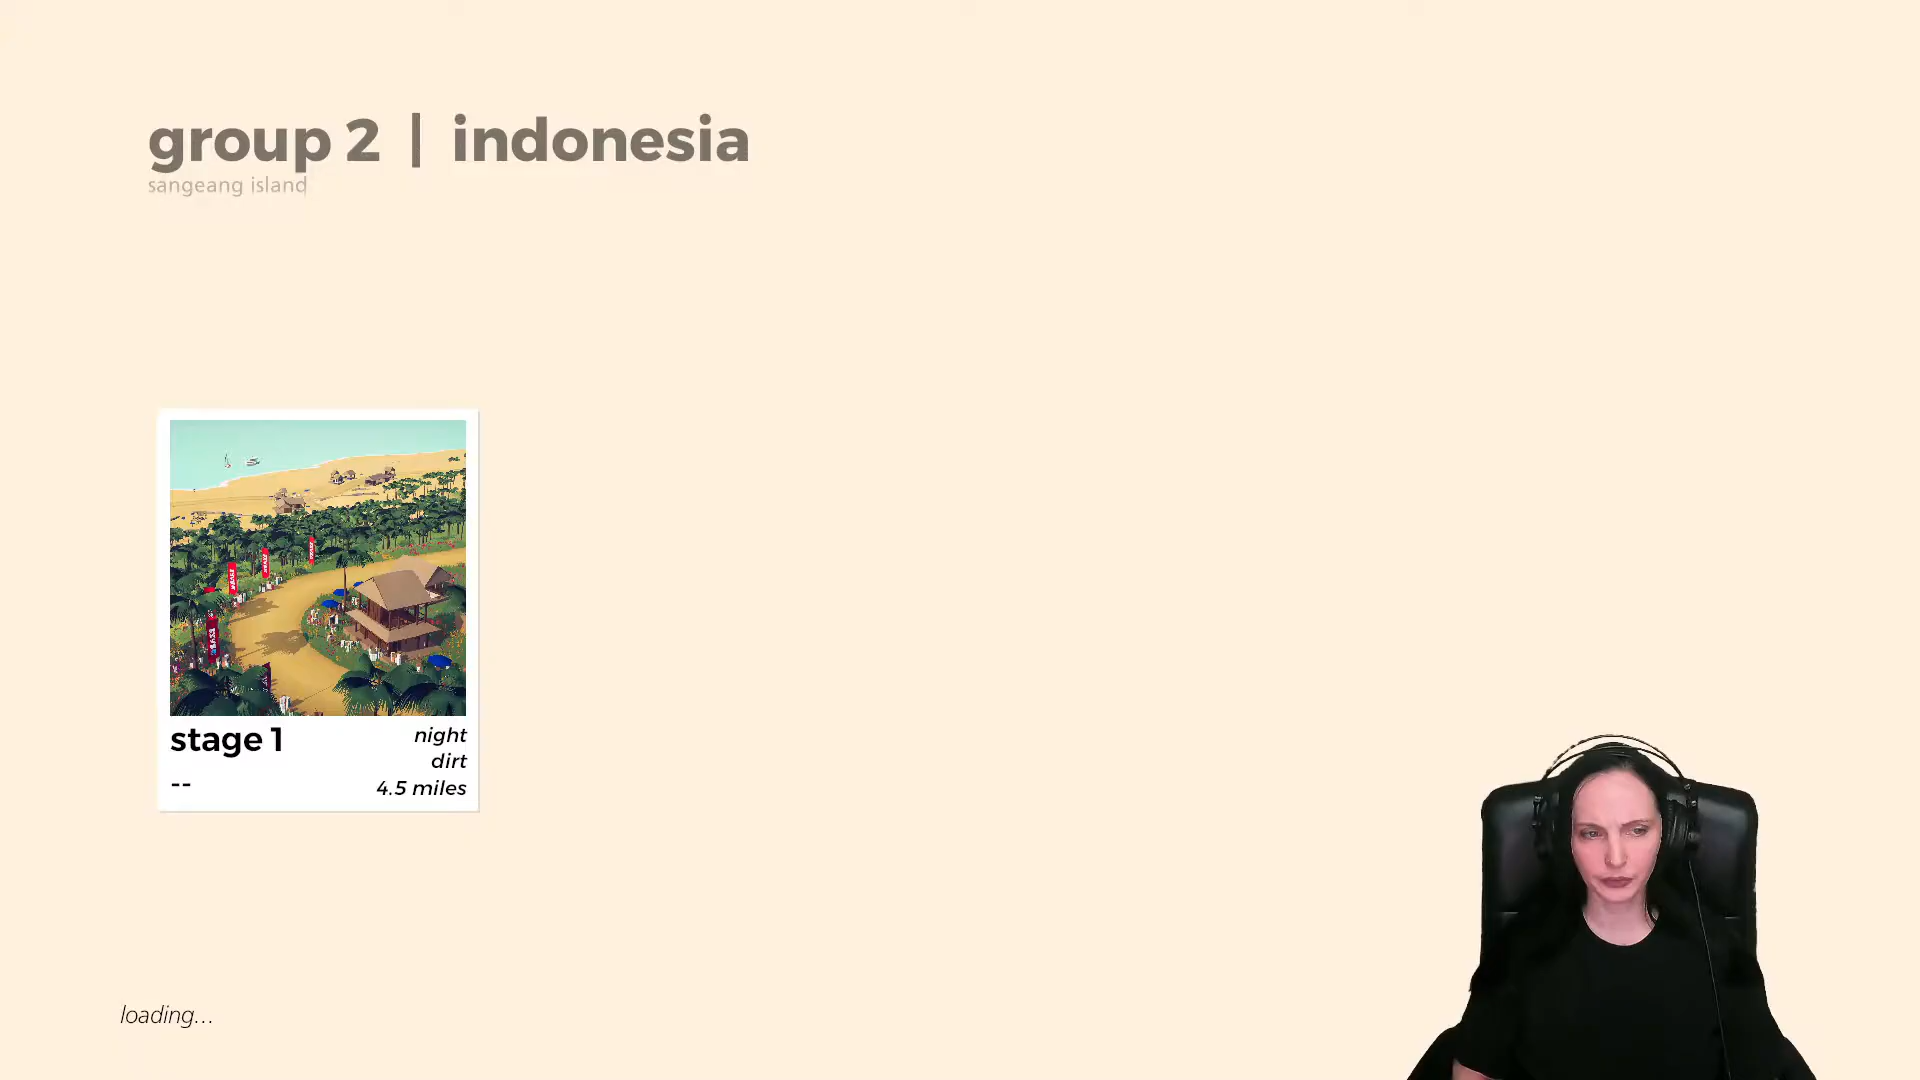 group 2 | indonesia
sangeang island
stage 1
night
dirt
--
4.5 miles
loading...